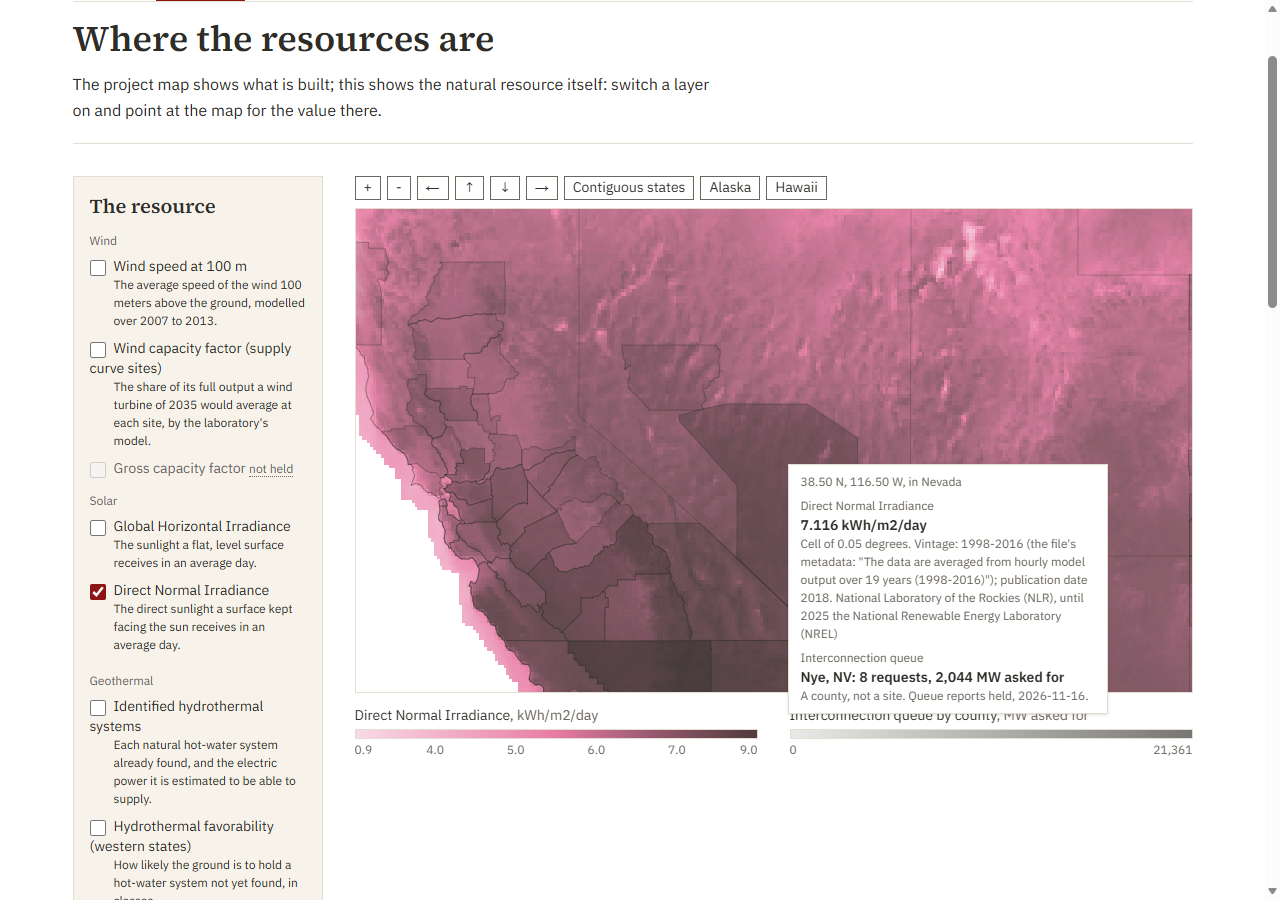 Where the resources are
The project map shows what is built; this shows the natural resource itself: switch a layer
on and point at the map for the value there.
The resource
Wind
Wind speed at 100 m
The average speed of the wind 100
meters above the ground, modelled
over 2007 to 2013.
Wind capacity factor (supply
curve sites)
The share of its full output a wind
turbine of 2035 would average at
each site, by the laboratory's
model.
Gross capacity factor not held
Solar
Global Horizontal Irradiance
The sunlight a flat, level surface
receives in an average day.
Direct Normal Irradiance
The direct sunlight a surface kept
facing the sun receives in an
average day.
Geothermal
Identified hydrothermal
systems
Each natural hot-water system
already found, and the electric
power it is estimated to be able to
supply.
Hydrothermal favorability
(western states)
How likely the ground is to hold a
hot-water system not yet found, in
+ - ← ↑ ↓ → Contiguous states Alaska Hawaii
38.50 N, 116.50 W, in Nevada
Direct Normal Irradiance
7.116 kWh/m2/day
Cell of 0.05 degrees. Vintage: 1998-2016 (the file's
metadata: "The data are averaged from hourly model
output over 19 years (1998-2016)"); publication date
2018. National Laboratory of the Rockies (NLR), until
2025 the National Renewable Energy Laboratory
(NREL)
Interconnection queue
Nye, NV: 8 requests, 2,044 MW asked for
A county, not a site. Queue reports held, 2026-11-16.
Direct Normal Irradiance, kWh/m2/day
0.9 4.0 5.0 6.0 7.0 9.0
Interconnection queue by county, MW asked for
0 21,361